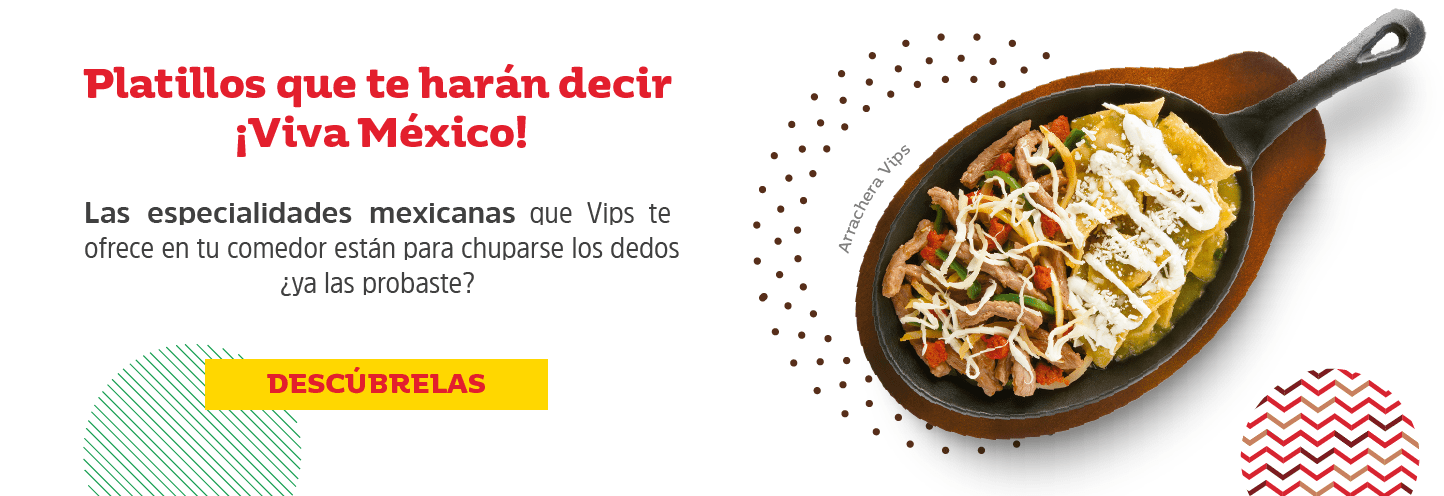 Platillos que te harán decir
¡Viva México!
Las especialidades mexicanas que Vips te
ofrece en tu comedor están para chuparse los dedos
¿ya las probaste?
DESCÚBRELAS
Arrachera Vips